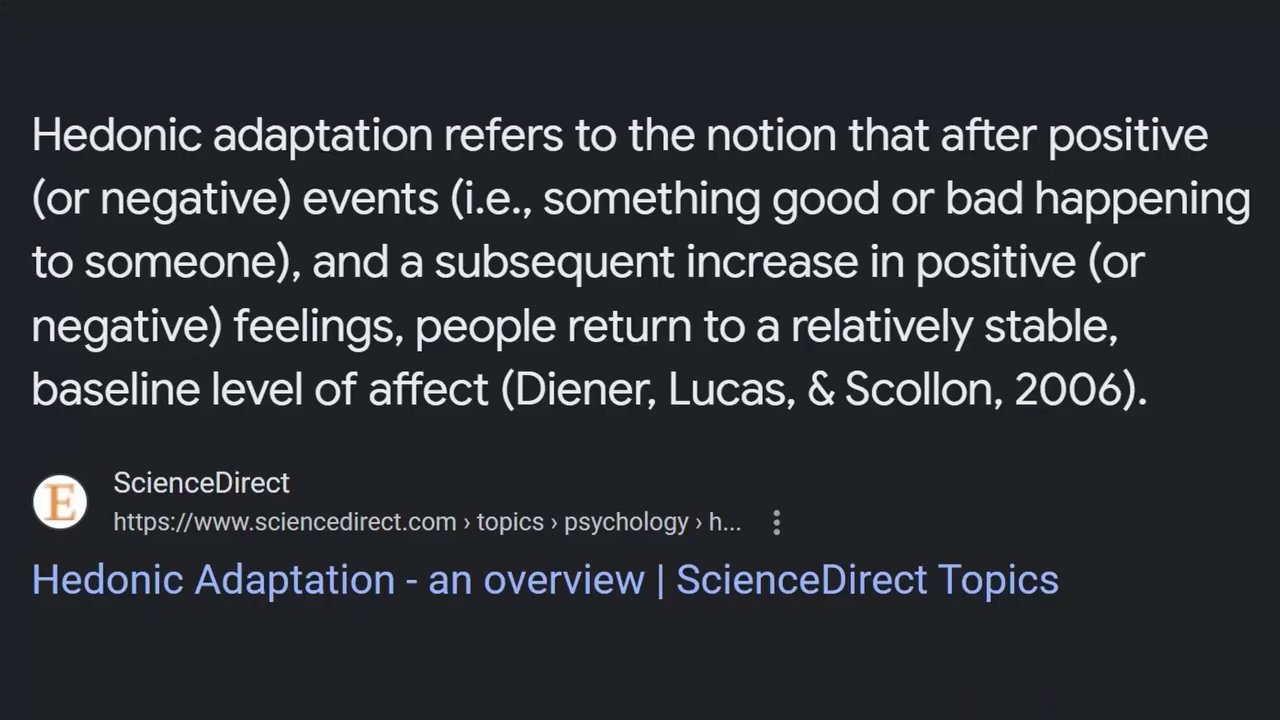 Hedonic adaptation refers to the notion that after positive
(or negative) events (i.e., something good or bad happening
to someone), and a subsequent increase in positive (or
negative) feelings, people return to a relatively stable,
baseline level of affect (Diener, Lucas, & Scollon, 2006).
E
ScienceDirect
https://www.sciencedirect.com › topics › psychology › h...
Hedonic Adaptation - an overview | ScienceDirect Topics